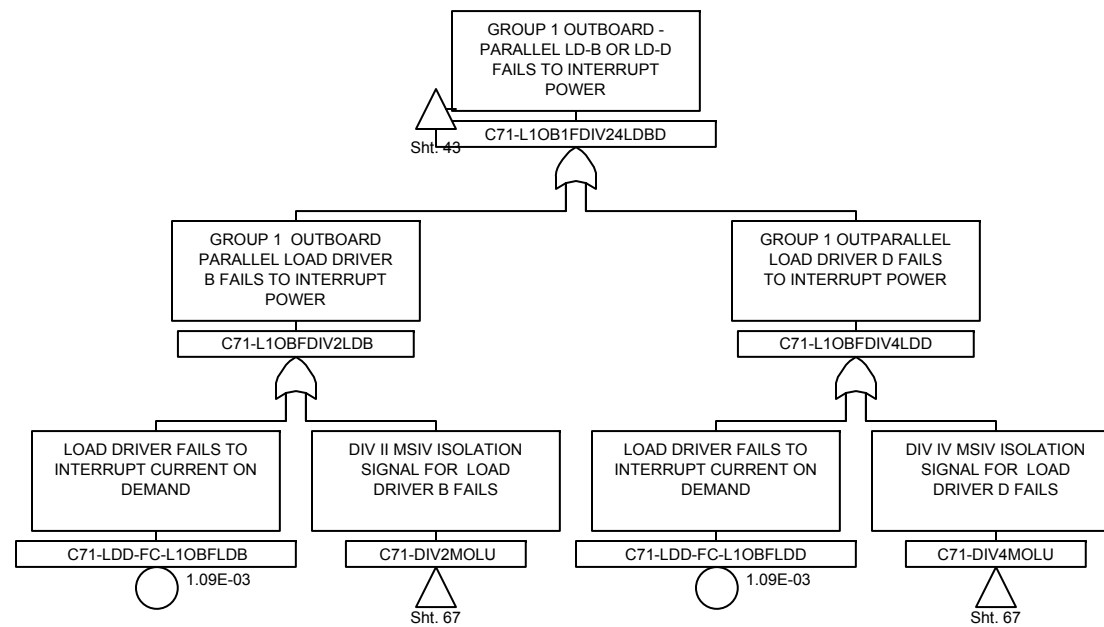 GROUP 1 OUTBOARD -
PARALLEL LD-B OR LD-D
FAILS TO INTERRUPT
POWER
C71-L1OB1FDIV24LDBD
Sht. 43
GROUP 1 OUTBOARD
PARALLEL LOAD DRIVER
B FAILS TO INTERRUPT
POWER
C71-L1OBFDIV2LDB
GROUP 1 OUTPARALLEL
LOAD DRIVER D FAILS
TO INTERRUPT POWER
C71-L1OBFDIV4LDD
LOAD DRIVER FAILS TO
INTERRUPT CURRENT ON
DEMAND
C71-LDD-FC-L1OBFLDB
1.09E-03
DIV II MSIV ISOLATION
SIGNAL FOR LOAD
DRIVER B FAILS
C71-DIV2MOLU
Sht. 67
LOAD DRIVER FAILS TO
INTERRUPT CURRENT ON
DEMAND
C71-LDD-FC-L1OBFLDD
1.09E-03
DIV IV MSIV ISOLATION
SIGNAL FOR LOAD
DRIVER D FAILS
C71-DIV4MOLU
Sht. 67